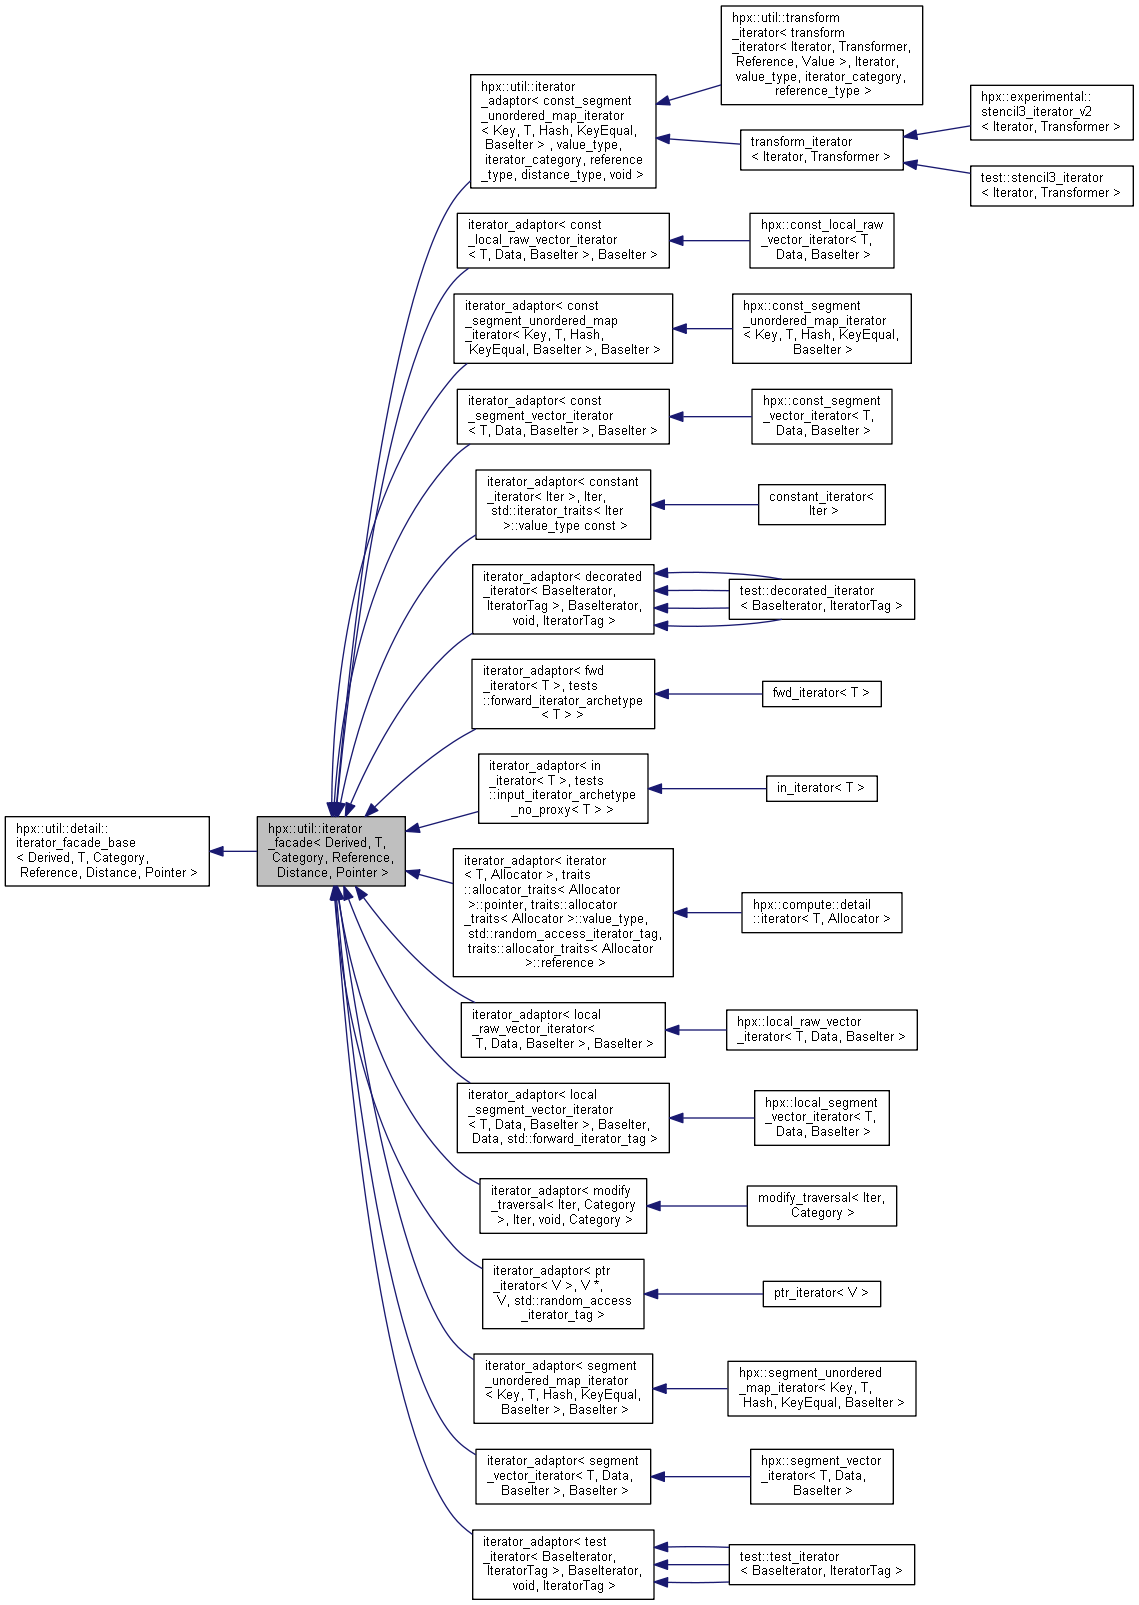 hpx::util::detail::
iterator_facade_base
< Derived, T, Category,
Reference, Distance, Pointer >
hpx::util::iterator
_facade< Derived, T,
Category, Reference,
Distance, Pointer >
hpx::util::iterator
_adaptor< const_segment
_unordered_map_iterator
< Key, T, Hash, KeyEqual,
BaseIter > , value_type,
iterator_category, reference
_type, distance_type, void >
hpx::util::transform
_iterator< transform
_iterator< Iterator, Transformer,
Reference, Value >, Iterator,
value_type, iterator_category,
reference_type >
transform_iterator
< Iterator, Transformer >
hpx::experimental::
stencil3_iterator_v2
< Iterator, Transformer >
test::stencil3_iterator
< Iterator, Transformer >
iterator_adaptor< const
_local_raw_vector_iterator
< T, Data, BaseIter >, BaseIter >
hpx::const_local_raw
_vector_iterator< T,
Data, BaseIter >
iterator_adaptor< const
_segment_unordered_map
_iterator< Key, T, Hash,
KeyEqual, BaseIter >, BaseIter >
hpx::const_segment
_unordered_map_iterator
< Key, T, Hash, KeyEqual,
BaseIter >
iterator_adaptor< const
_segment_vector_iterator
< T, Data, BaseIter >, BaseIter >
hpx::const_segment
_vector_iterator< T,
Data, BaseIter >
iterator_adaptor< constant
_iterator< Iter >, Iter,
std::iterator_traits< Iter
>::value_type const >
constant_iterator<
Iter >
iterator_adaptor< decorated
_iterator< BaseIterator,
IteratorTag >, BaseIterator,
void, IteratorTag >
test::decorated_iterator
< BaseIterator, IteratorTag >
iterator_adaptor< fwd
_iterator< T >, tests
::forward_iterator_archetype
< T > >
fwd_iterator< T >
iterator_adaptor< in
_iterator< T >, tests
::input_iterator_archetype
_no_proxy< T > >
in_iterator< T >
iterator_adaptor< iterator
< T, Allocator >, traits
::allocator_traits< Allocator
>::pointer, traits::allocator
_traits< Allocator >::value_type,
std::random_access_iterator_tag,
traits::allocator_traits< Allocator
>::reference >
hpx::compute::detail
::iterator< T, Allocator >
iterator_adaptor< local
_raw_vector_iterator<
T, Data, BaseIter >, BaseIter >
hpx::local_raw_vector
_iterator< T, Data, BaseIter >
iterator_adaptor< local
_segment_vector_iterator
< T, Data, BaseIter >, BaseIter,
Data, std::forward_iterator_tag >
hpx::local_segment
_vector_iterator< T,
Data, BaseIter >
iterator_adaptor< modify
_traversal< Iter, Category
>, Iter, void, Category >
modify_traversal< Iter,
Category >
iterator_adaptor< ptr
_iterator< V >, V *,
V, std::random_access
_iterator_tag >
ptr_iterator< V >
iterator_adaptor< segment
_unordered_map_iterator
< Key, T, Hash, KeyEqual,
BaseIter >, BaseIter >
hpx::segment_unordered
_map_iterator< Key, T,
Hash, KeyEqual, BaseIter >
iterator_adaptor< segment
_vector_iterator< T, Data,
BaseIter >, BaseIter >
hpx::segment_vector
_iterator< T, Data,
BaseIter >
iterator_adaptor< test
_iterator< BaseIterator,
IteratorTag >, BaseIterator,
void, IteratorTag >
test::test_iterator
< BaseIterator, IteratorTag >